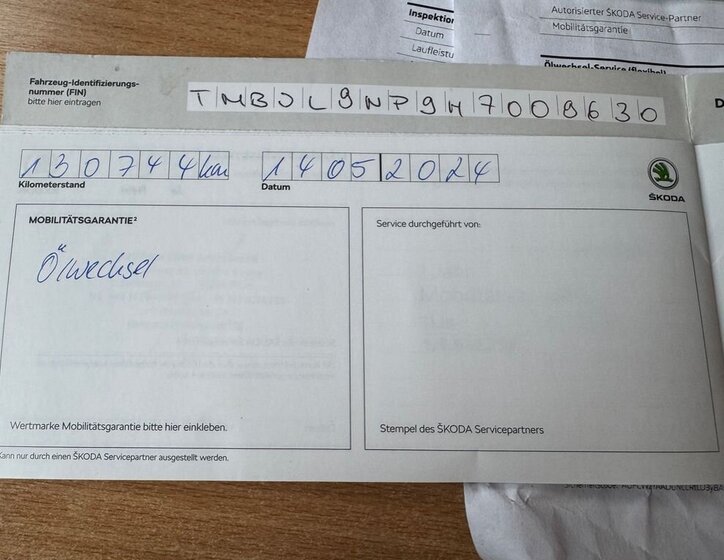 Inspektion
Datum
Laufleistu
Autorisierter ŠKODA Service-Partner
Mobilitätsgarantie
Ölwechsel-Service (flexibel)
Fahrzeug-Identifizierungs-
nummer (FIN)
bitte hier eintragen
TMBJL9NP9H7008630
130744km
Kilometerstand
14052024
Datum
ŠKODA
MOBILITÄTSGARANTIE²
Ölwechsel
Wertmarke Mobilitätsgarantie bitte hier einkleben.
Service durchgeführt von:
Stempel des ŠKODA Servicepartners
Kann nur durch einen ŠKODA Servicepartner ausgestellt werden.